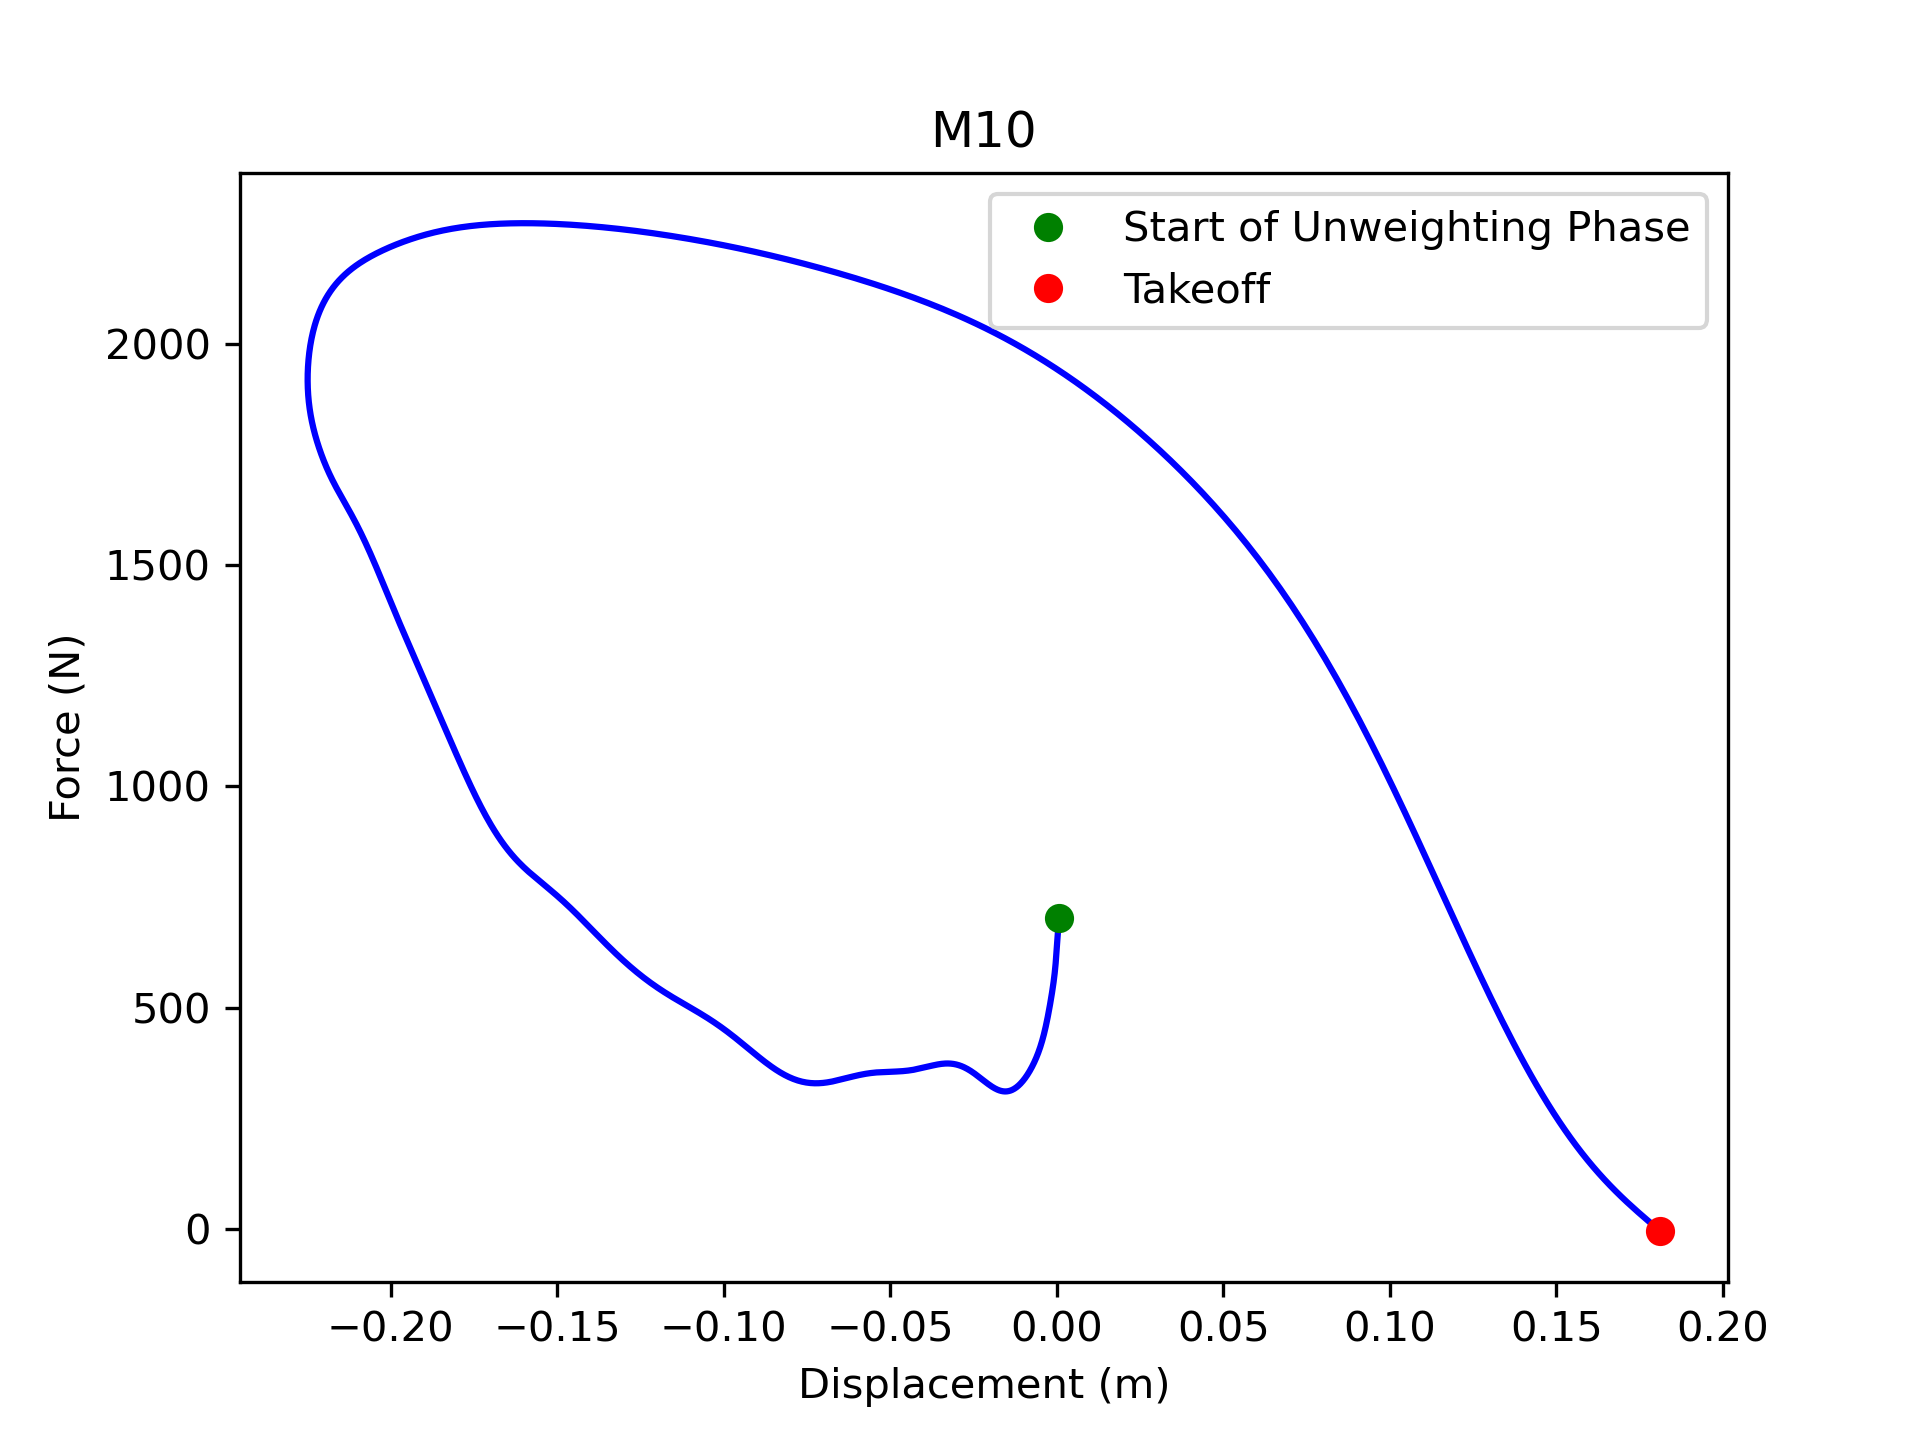 M10
Start of Unweighting Phase
Takeoff
2000
1500
1000
500
0
Force (N)
−0.20 −0.15 −0.10 −0.05 0.00 0.05 0.10 0.15 0.20
Displacement (m)